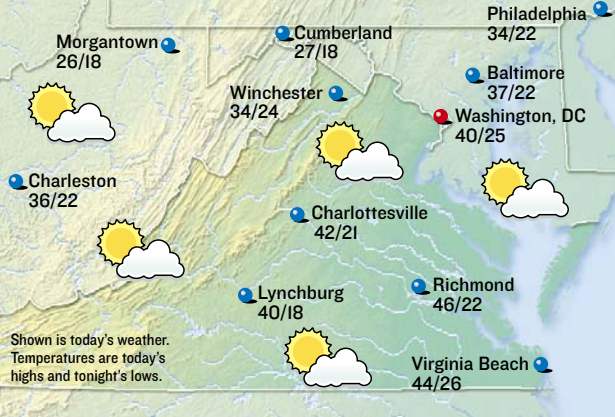 Philadelphia
34/22
Morgantown
26/18
Cumberland
27/18
Baltimore
37/22
Winchester
34/24
Washington, DC
40/25
Charleston
36/22
Charlottesville
42/21
Richmond
46/22
Lynchburg
40/18
Shown is today's weather.
Temperatures are today's
highs and tonight's lows.
Virginia Beach
44/26